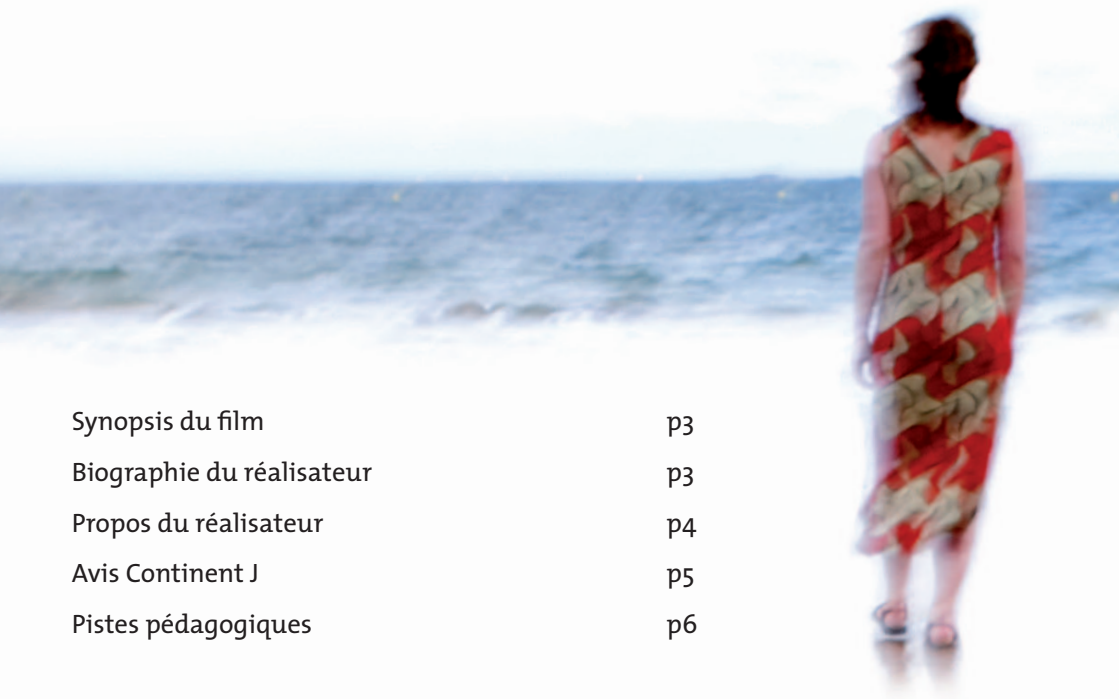 Synopsis du film p3
Biographie du réalisateur p3
Propos du réalisateur p4
Avis Continent J p5
Pistes pédagogiques p6